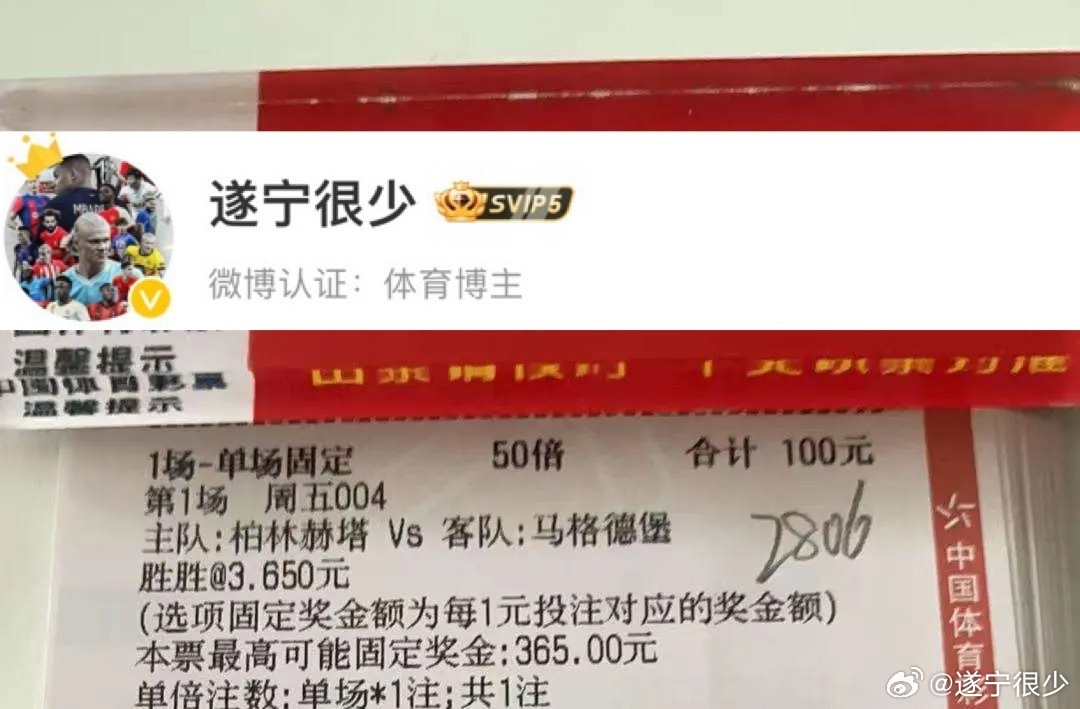 遂宁很少 SVIP5
微博认证：体育博主
温馨提示
中国体育彩票
温馨提示
1场-单场固定 50倍 合计 100元
第1场 周五004
主队:柏林赫塔 Vs 客队:马格德堡
2806
胜胜@3.650元
(选项固定奖金额为每1元投注对应的奖金额)
本票最高可能固定奖金:365.00元
单倍注数:单场*1注;共1注
中国体育彩
@遂宁很少